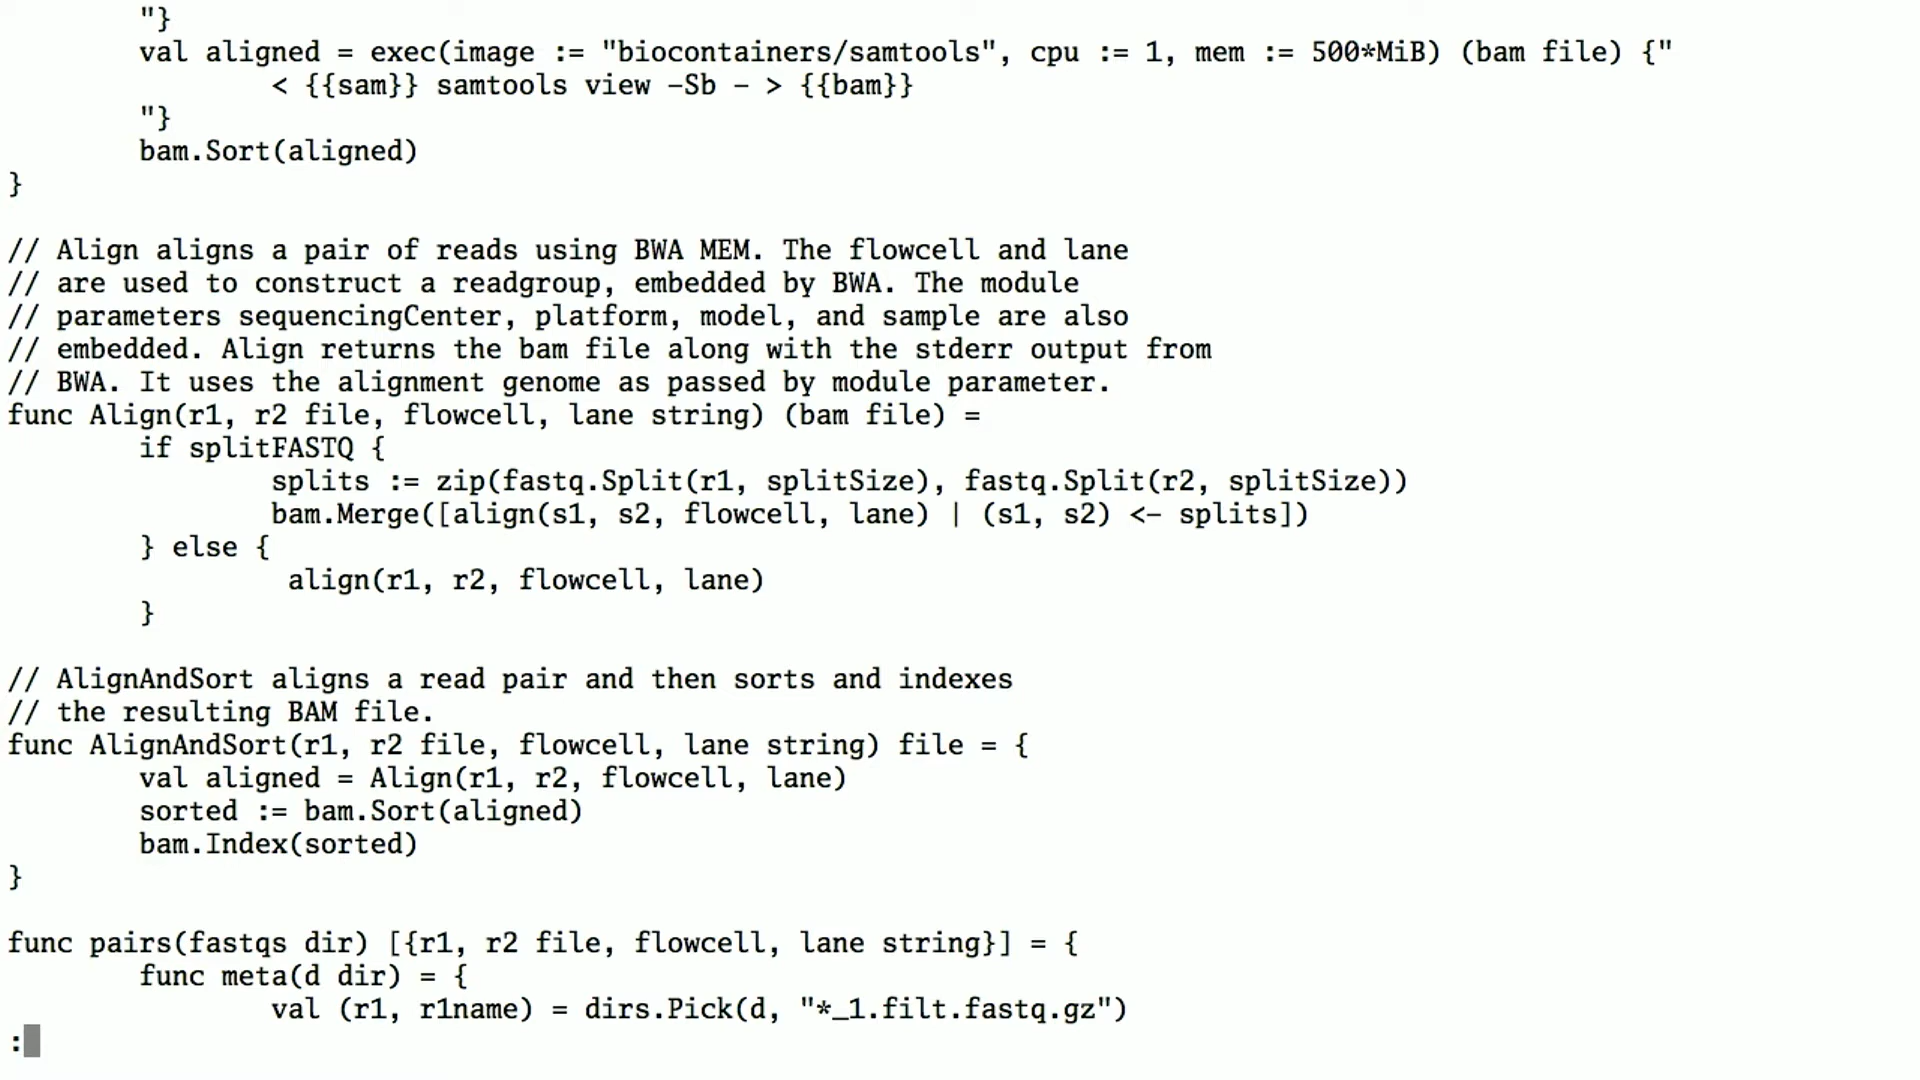 "}
val aligned = exec(image := "biocontainers/samtools", cpu := 1, mem := 500*MiB) (bam file) {"
< {{sam}} samtools view -Sb - > {{bam}}
"}
bam.Sort(aligned)
}
// Align aligns a pair of reads using BWA MEM. The flowcell and lane
// are used to construct a readgroup, embedded by BWA. The module
// parameters sequencingCenter, platform, model, and sample are also
// embedded. Align returns the bam file along with the stderr output from
// BWA. It uses the alignment genome as passed by module parameter.
func Align(r1, r2 file, flowcell, lane string) (bam file) =
if splitFASTQ {
splits := zip(fastq.Split(r1, splitSize), fastq.Split(r2, splitSize))
bam.Merge([align(s1, s2, flowcell, lane) | (s1, s2) <- splits])
} else {
align(r1, r2, flowcell, lane)
}
// AlignAndSort aligns a read pair and then sorts and indexes
// the resulting BAM file.
func AlignAndSort(r1, r2 file, flowcell, lane string) file = {
val aligned = Align(r1, r2, flowcell, lane)
sorted := bam.Sort(aligned)
bam.Index(sorted)
}
func pairs(fastqs dir) [{r1, r2 file, flowcell, lane string}] = {
func meta(d dir) = {
val (r1, r1name) = dirs.Pick(d, "*_1.filt.fastq.gz")
: